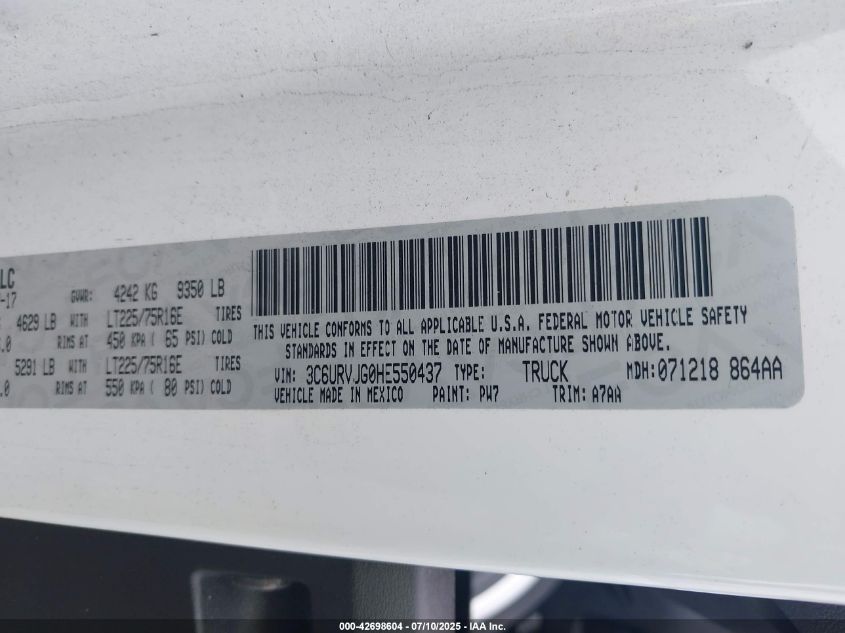 LC
-17 GVWR: 4242 KG 9350 LB
4629 LB WITH LT225/75R16E TIRES
.0 RIMS AT 450 KPA ( 65 PSI) COLD
5291 LB WITH LT225/75R16E TIRES
.0 RIMS AT 550 KPA ( 80 PSI) COLD
THIS VEHICLE CONFORMS TO ALL APPLICABLE U.S.A. FEDERAL MOTOR VEHICLE SAFETY
STANDARDS IN EFFECT ON THE DATE OF MANUFACTURE SHOWN ABOVE.
VIN: 3C6URVJG0HE550437 TYPE: TRUCK MDH:071218 864AA
VEHICLE MADE IN MEXICO PAINT: PW7 TRIM: A7AA
000-42698604 - 07/10/2025 - IAA Inc.